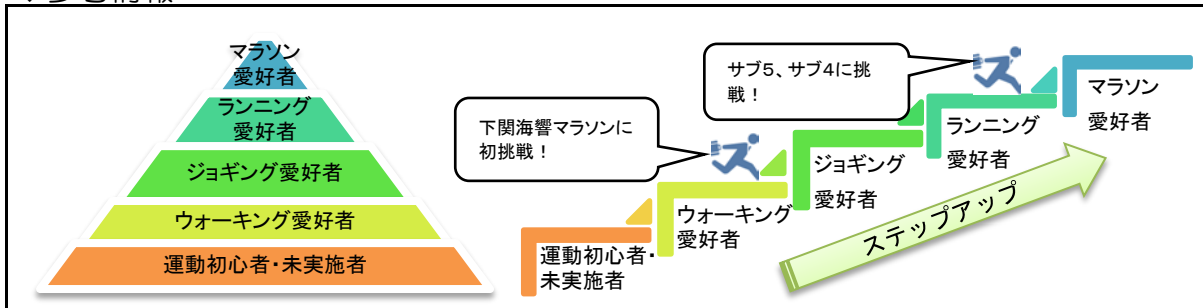 マラソン
愛好者
ランニング
愛好者
ジョギング愛好者
ウォーキング愛好者
運動初心者・未実施者
下関海響マラソンに
初挑戦！
サブ5、サブ4に挑
戦！
運動初心者・
未実施者
ウォーキング
愛好者
ジョギング
愛好者
ランニング
愛好者
マラソン
愛好者
ステップアップ